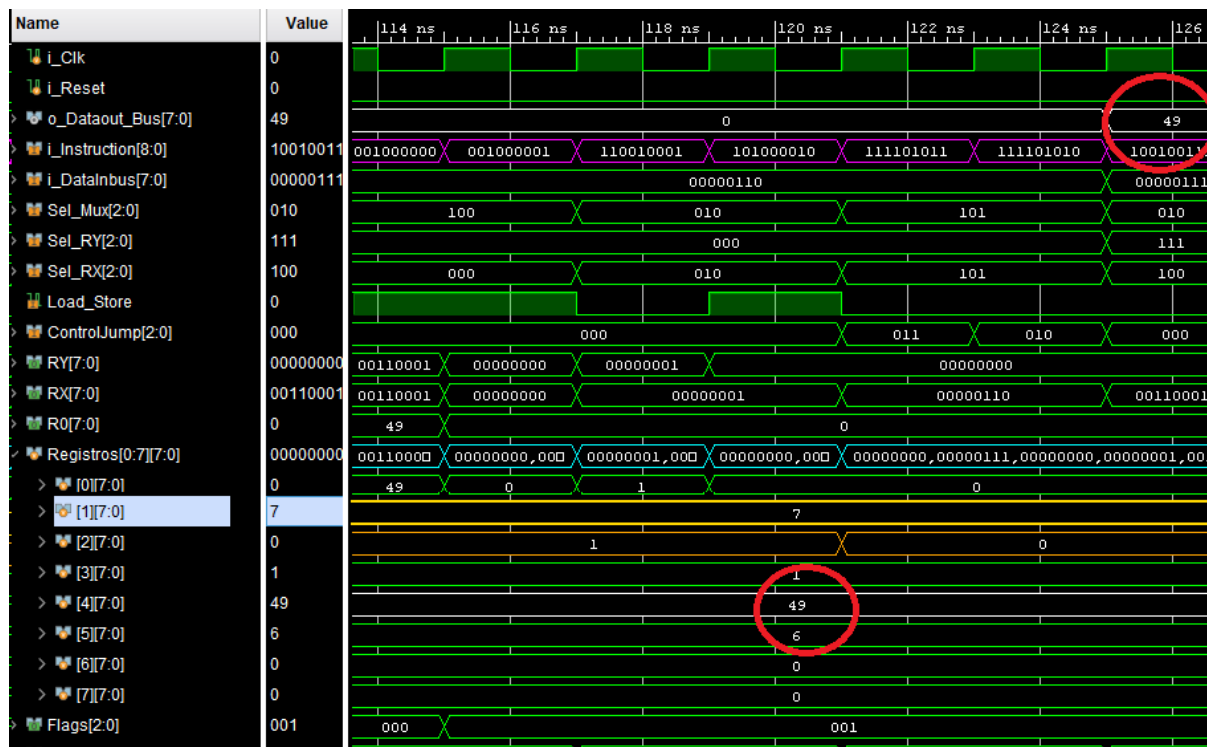 Name Value 114 ns 116 ns 118 ns 120 ns 122 ns 124 ns 126
i_Clk 0
i_Reset 0
o_Dataout_Bus[7:0] 49 0 49
i_Instruction[8:0] 10010011 001000000 001000001 110010001 101000010 111101011 111101010
i_DataInbus[7:0] 00000111 00000110 00000111
Sel_Mux[2:0] 010 100 010 101 010
Sel_RY[2:0] 111 000 111
Sel_RX[2:0] 100 000 010 101 100
Load_Store 0
ControlJump[2:0] 000 000 011 010 000
RY[7:0] 00000000 00110001 00000000 00000001 00000000
RX[7:0] 00110001 00110001 00000000 00000001 00000110 00110001
R0[7:0] 0 49 0
Registros[0:7][7:0] 00000000 0011000□ 00000000,00□ 00000001,00□ 00000000,00□ 00000000,00000111,00000000,00000001,00
[0][7:0] 0 49 0 1 0
[1][7:0] 7 7
[2][7:0] 0 1 0
[3][7:0] 1 1
[4][7:0] 49 49
[5][7:0] 6 6
[6][7:0] 0 0
[7][7:0] 0 0
Flags[2:0] 001 000 001